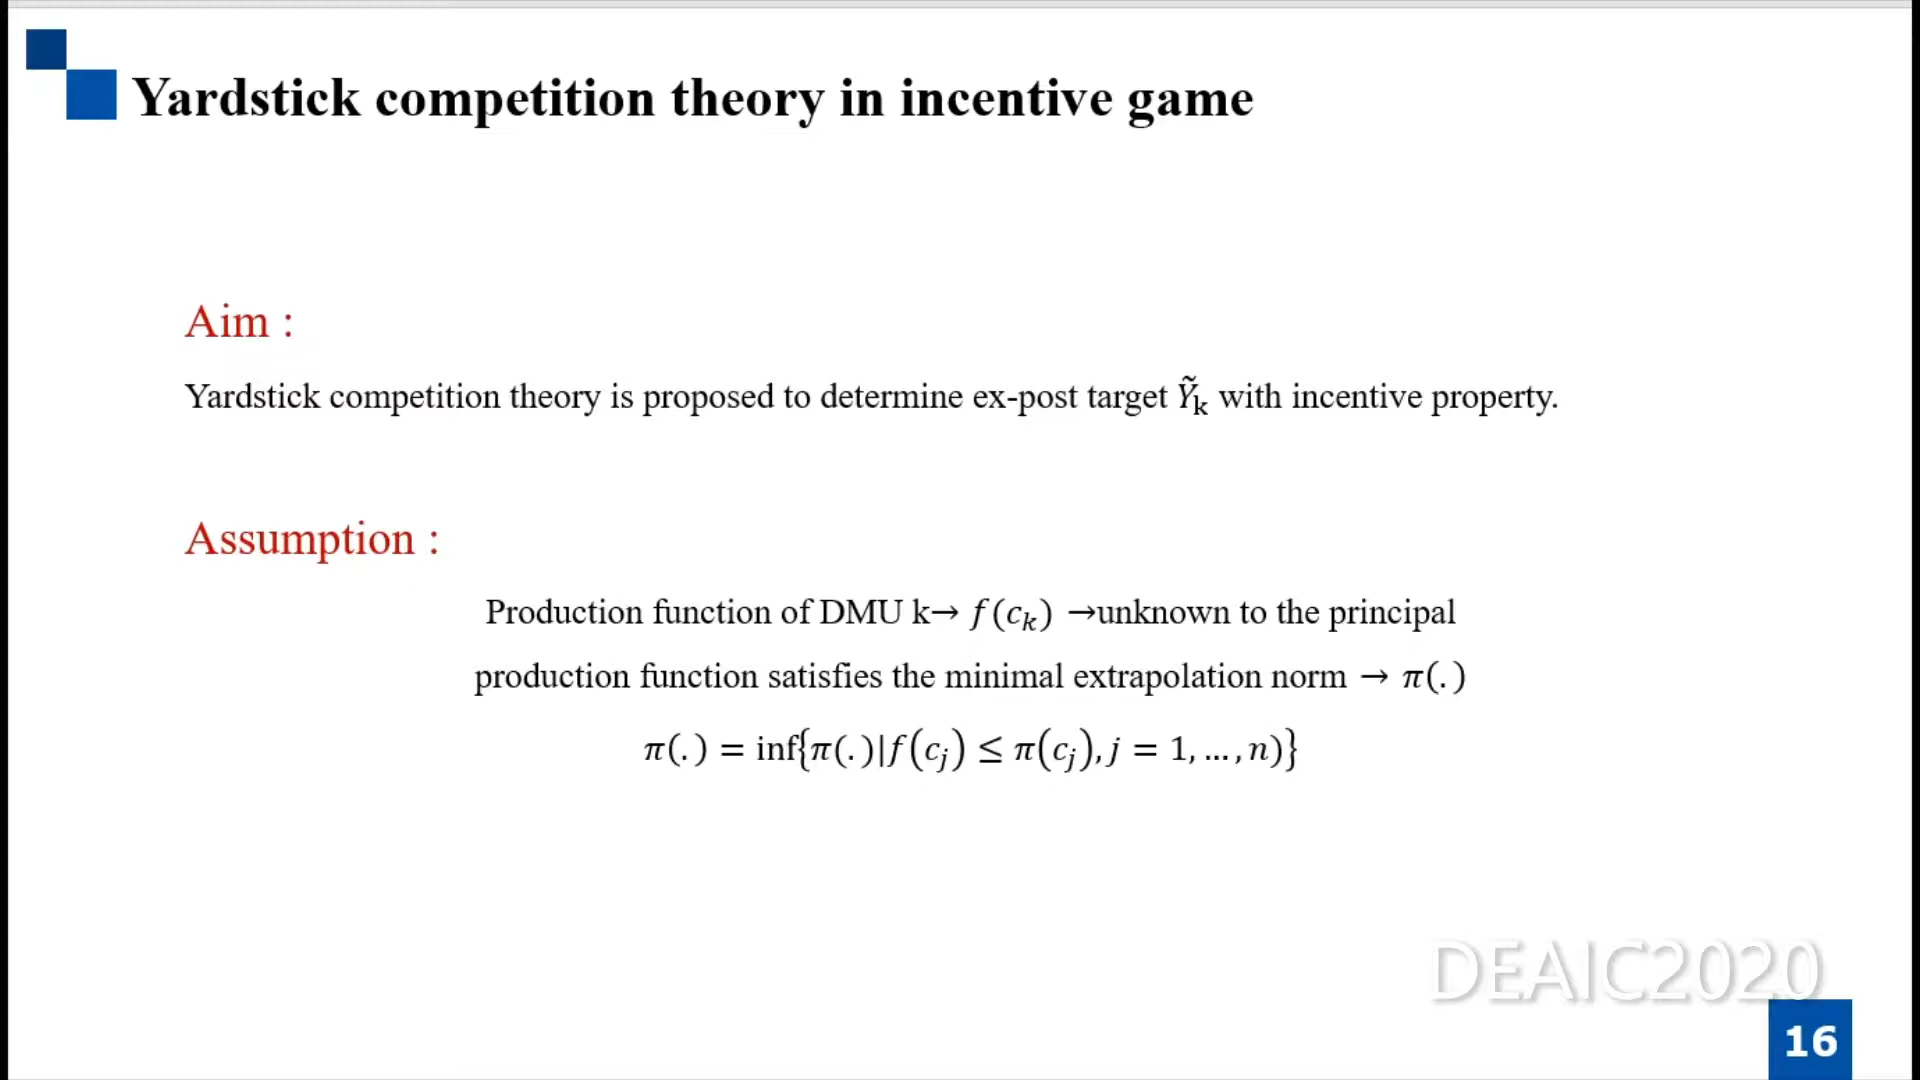 Yardstick competition theory in incentive game
Aim :
Yardstick competition theory is proposed to determine ex-post target Ỹₖ with incentive property.
Assumption :
Production function of DMU k→ f(cₖ) →unknown to the principal
production function satisfies the minimal extrapolation norm → π(.)
π(.) = inf{π(.)|f(cⱼ) ≤ π(cⱼ), j = 1, … , n)}
DEAIC2020
16